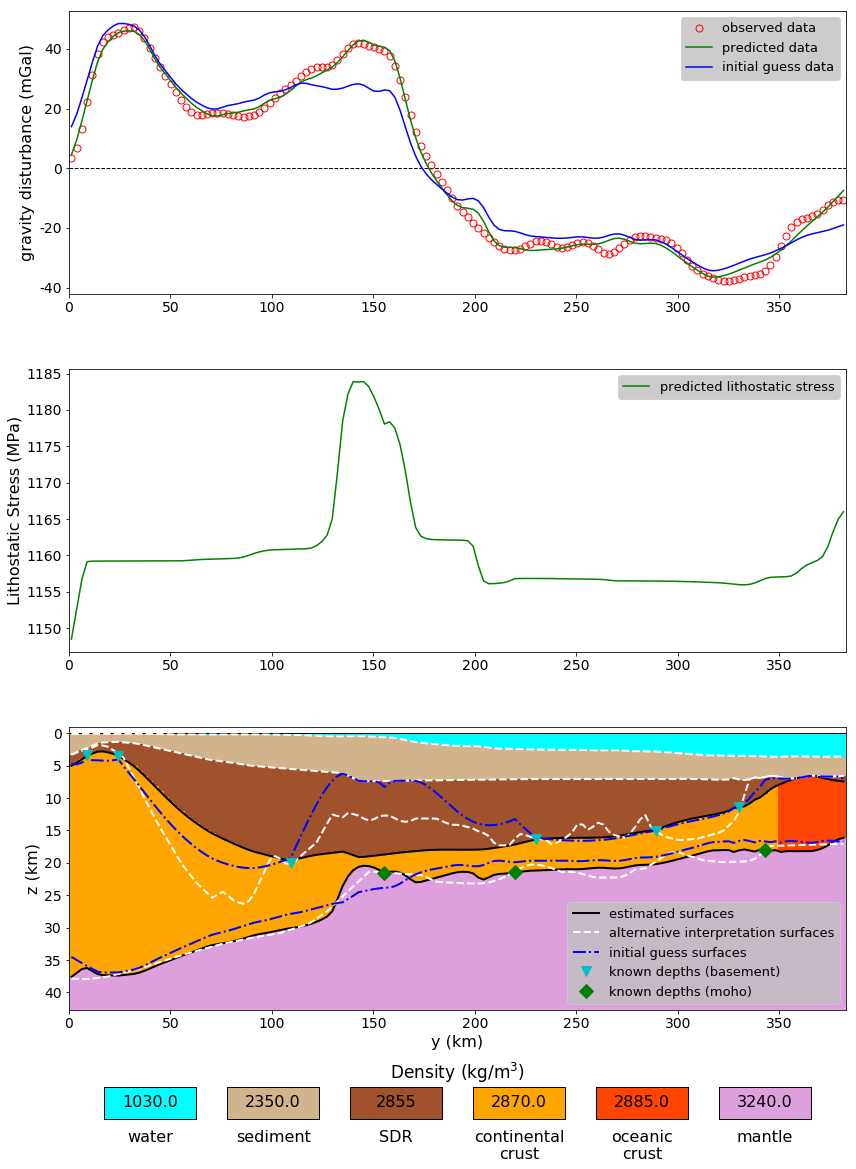 gravity disturbance (mGal)
40
20
0
-20
-40
observed data
predicted data
initial guess data
0 50 100 150 200 250 300 350
Lithostatic Stress (MPa)
1185
1180
1175
1170
1165
1160
1155
1150
predicted lithostatic stress
0 50 100 150 200 250 300 350
z (km)
0
5
10
15
20
25
30
35
40
estimated surfaces
alternative interpretation surfaces
initial guess surfaces
known depths (basement)
known depths (moho)
0 50 100 150 200 250 300 350
y (km)
Density (kg/m³)
1030.0 2350.0 2855 2870.0 2885.0 3240.0
water sediment SDR continental oceanic mantle
crust crust